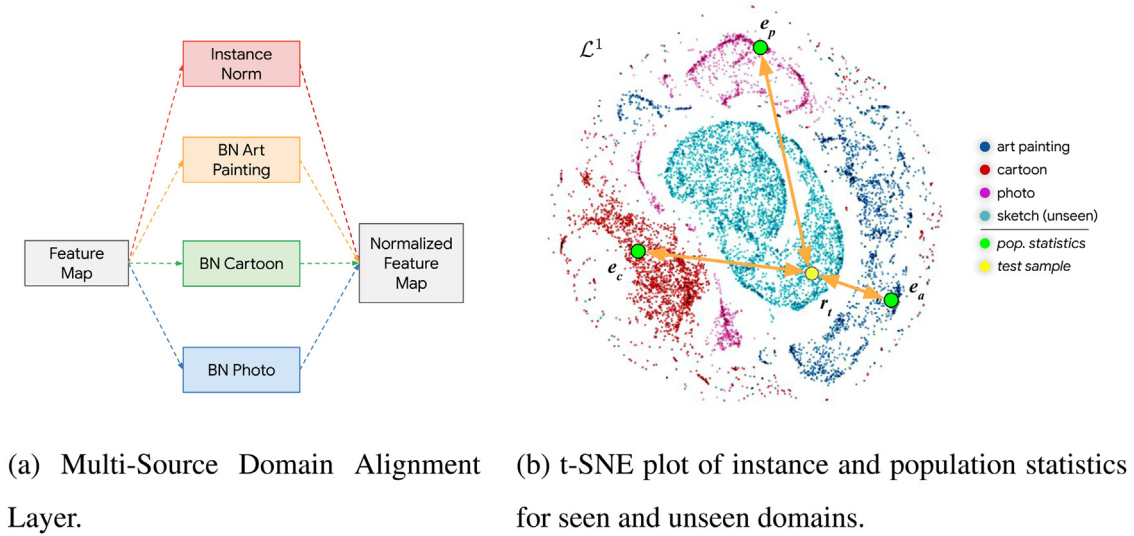 Instance
Norm
BN Art
Painting
Feature
Map
BN Cartoon
Normalized
Feature
Map
BN Photo
ℒ¹
e_p
e_c
r_t
e_a
art painting
cartoon
photo
sketch (unseen)
pop. statistics
test sample
(a) Multi-Source Domain Alignment
Layer.
(b) t-SNE plot of instance and population statistics
for seen and unseen domains.